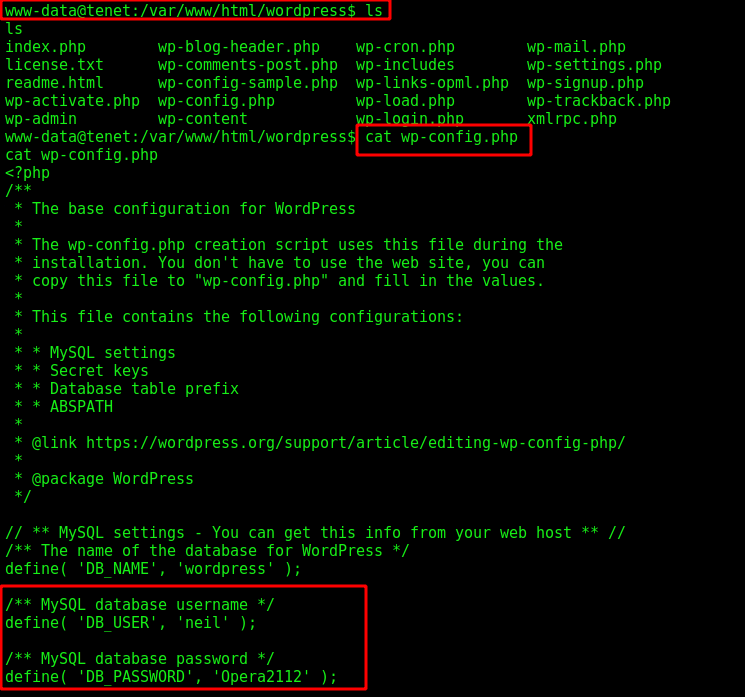 www-data@tenet:/var/www/html/wordpress$ ls
ls
index.php        wp-blog-header.php    wp-cron.php        wp-mail.php
license.txt      wp-comments-post.php  wp-includes        wp-settings.php
readme.html      wp-config-sample.php  wp-links-opml.php  wp-signup.php
wp-activate.php  wp-config.php         wp-load.php        wp-trackback.php
wp-admin         wp-content            wp-login.php       xmlrpc.php
www-data@tenet:/var/www/html/wordpress$ cat wp-config.php
cat wp-config.php
<?php
/**
 * The base configuration for WordPress
 *
 * The wp-config.php creation script uses this file during the
 * installation. You don't have to use the web site, you can
 * copy this file to "wp-config.php" and fill in the values.
 *
 * This file contains the following configurations:
 *
 * * MySQL settings
 * * Secret keys
 * * Database table prefix
 * * ABSPATH
 *
 * @link https://wordpress.org/support/article/editing-wp-config-php/
 *
 * @package WordPress
 */

// ** MySQL settings - You can get this info from your web host ** //
/** The name of the database for WordPress */
define( 'DB_NAME', 'wordpress' );

/** MySQL database username */
define( 'DB_USER', 'neil' );

/** MySQL database password */
define( 'DB_PASSWORD', 'Opera2112' );